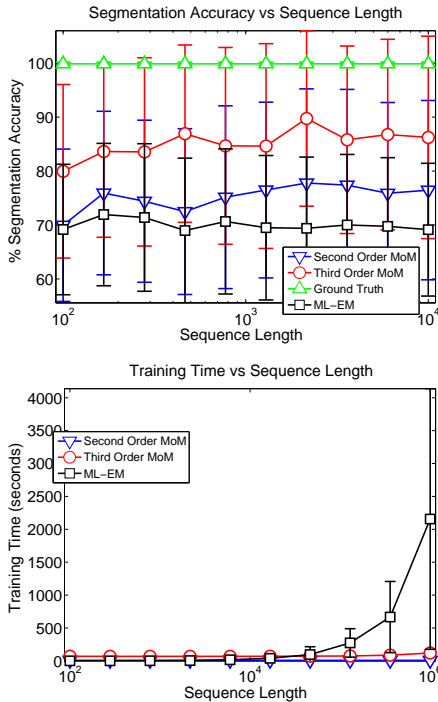 Segmentation Accuracy vs Sequence Length
% Segmentation Accuracy
100
90
80
70
60
10^2
10^3
10^4
Second Order MoM
Third Order MoM
Ground Truth
ML−EM
Sequence Length
Training Time vs Sequence Length
Training Time (seconds)
4000
3500
3000
2500
2000
1500
1000
500
0
Second Order MoM
Third Order MoM
ML−EM
10^2
10^4
10^6
Sequence Length